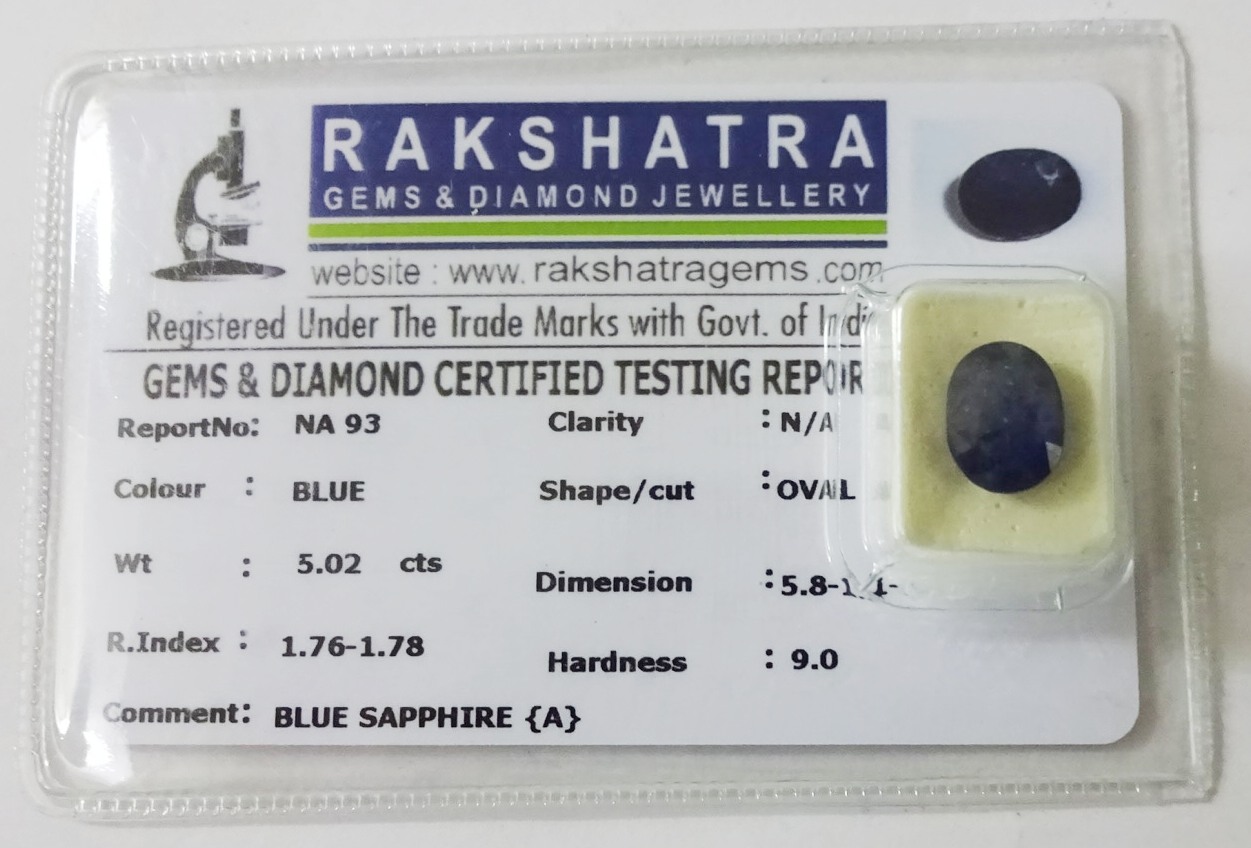 RAKSHATRA
GEMS & DIAMOND JEWELLERY
website : www. rakshatragems .com
Registered Under The Trade Marks with Govt. of
GEMS & DIAMOND CERTIFIED TESTING
ReportNo: NA 93 Clarity : N/A
Colour : BLUE Shape/cut : OVAL
Wt : 5.02 cts
Dimension :
R.Index : 1.76-1.78 Hardness : 9.0
Comment: BLUE SAPPHIRE {A}